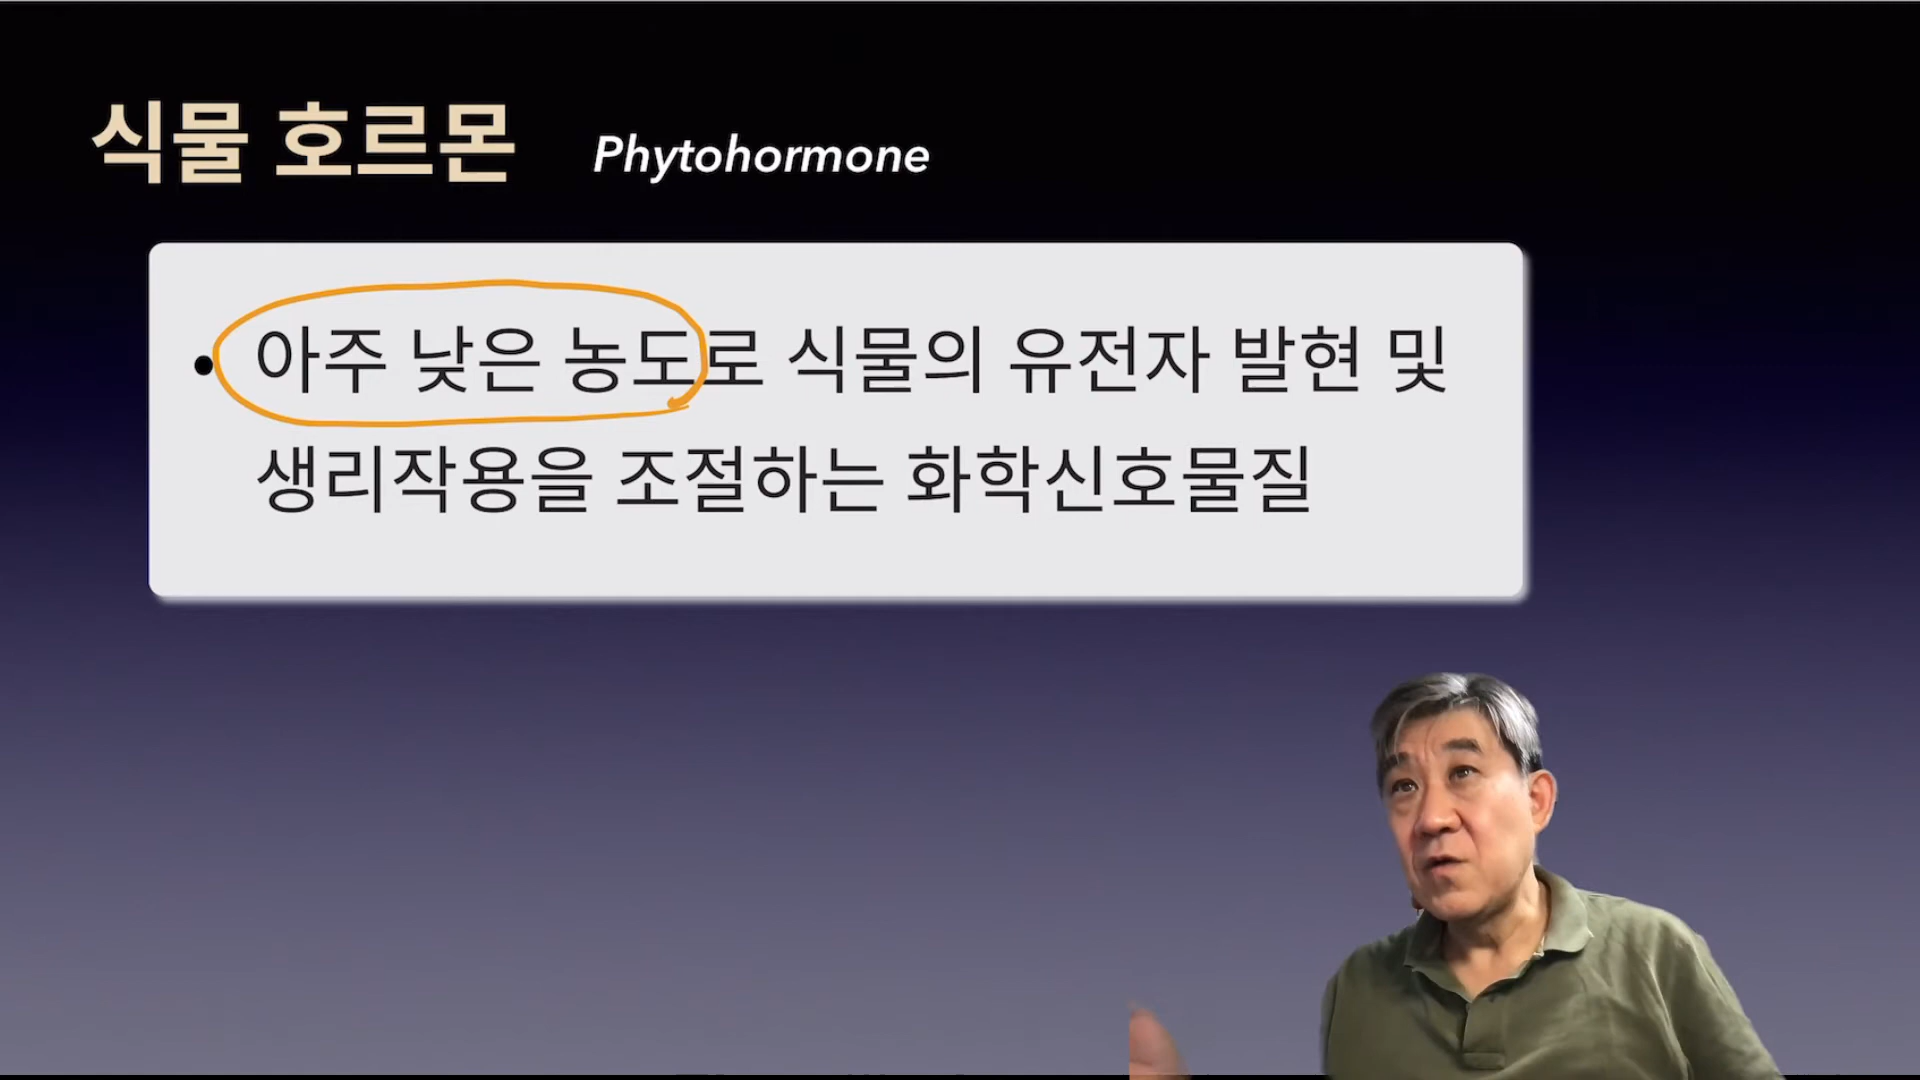 식물 호르몬 Phytohormone
• 아주 낮은 농도로 식물의 유전자 발현 및
생리작용을 조절하는 화학신호물질